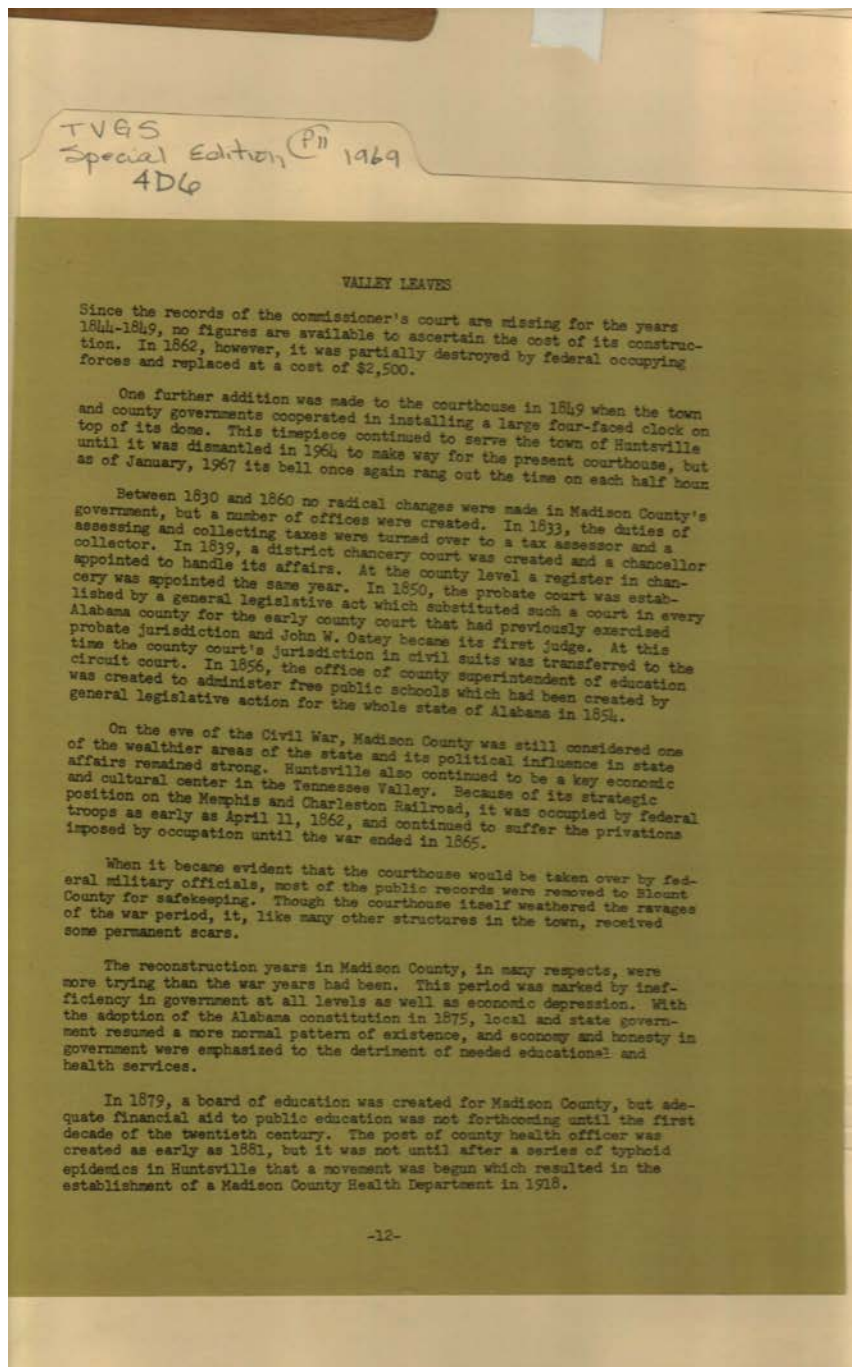 TVGS
Special Edition P11 1969
4D6
VALLEY LEAVES
Since the records of the commissioner's court are missing for the years
1844-1849, no figures are available to ascertain the cost of its construc-
tion. In 1862, however, it was partially destroyed by federal occupying
forces and replaced at a cost of $2,500.
One further addition was made to the courthouse in 1849 when the town
and county governments cooperated in installing a large four-faced clock on
top of its dome. This timepiece continued to serve the town of Huntsville
until it was dismantled in 1964 to make way for the present courthouse, but
as of January, 1967 its bell once again rang out the time on each half hour
Between 1830 and 1860 no radical changes were made in Madison County's
government, but a number of offices were created. In 1833, the duties of
assessing and collecting taxes were turned over to a tax assessor and a
collector. In 1839, a district chancery court was created and a chancellor
appointed to handle its affairs. At the county level a register in chan-
cery was appointed the same year. In 1850, the probate court was estab-
lished by a general legislative act which substituted such a court in every
Alabama county for the early county court that had previously exercised
probate jurisdiction and John W. Oatey became its first judge. At this
time the county court's jurisdiction in civil suits was transferred to the
circuit court. In 1856, the office of county superintendent of education
was created to administer free public schools which had been created by
general legislative action for the whole state of Alabama in 1854.
On the eve of the Civil War, Madison County was still considered one
of the wealthier areas of the state and its political influence in state
affairs remained strong. Huntsville also continued to be a key economic
and cultural center in the Tennessee Valley. Because of its strategic
position on the Memphis and Charleston Railroad, it was occupied by federal
troops as early as April 11, 1862, and continued to suffer the privations
imposed by occupation until the war ended in 1865.
When it became evident that the courthouse would be taken over by fed-
eral military officials, most of the public records were removed to Blount
County for safekeeping. Though the courthouse itself weathered the ravages
of the war period, it, like many other structures in the town, received
some permanent scars.
The reconstruction years in Madison County, in many respects, were
more trying than the war years had been. This period was marked by inef-
ficiency in government at all levels as well as economic depression. With
the adoption of the Alabama constitution in 1875, local and state govern-
ment resumed a more normal pattern of existence, and economy and honesty in
government were emphasized to the detriment of needed educational and
health services.
In 1879, a board of education was created for Madison County, but ade-
quate financial aid to public education was not forthcoming until the first
decade of the twentieth century. The post of county health officer was
created as early as 1881, but it was not until after a series of typhoid
epidemics in Huntsville that a movement was begun which resulted in the
establishment of a Madison County Health Department in 1918.
-12-